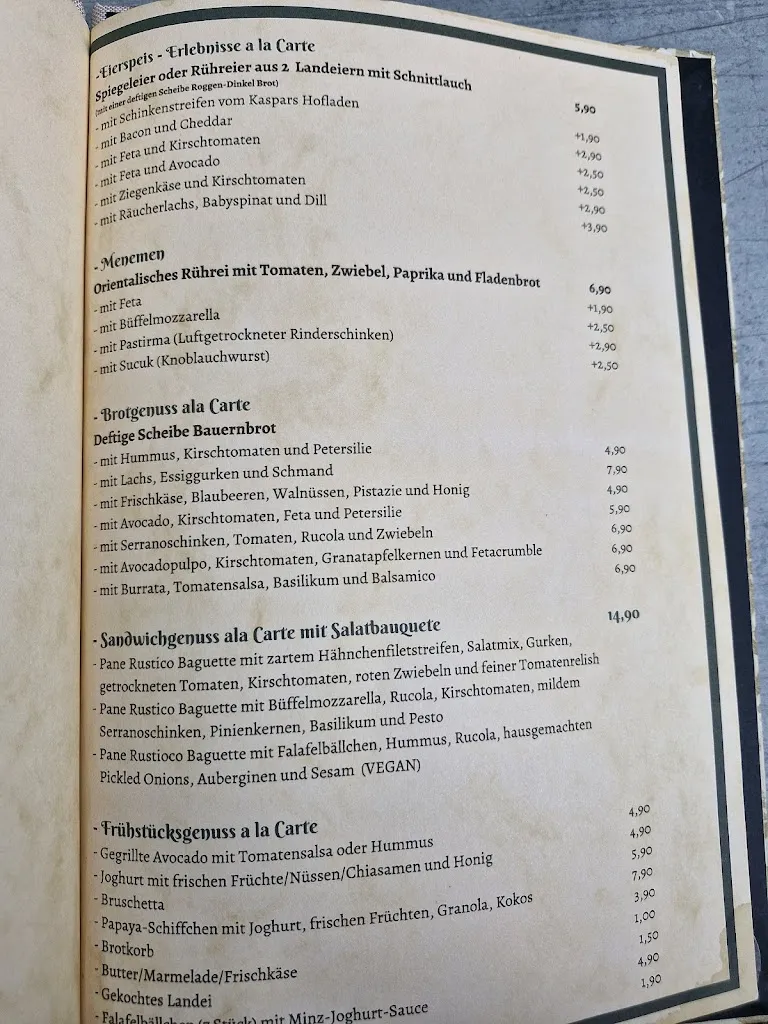 -Eierspeis - Erlebnisse a la Carte
Spiegeleier oder Rühreier aus 2 Landeiern mit Schnittlauch 5,90
(mit einer deftigen Scheibe Roggen-Dinkel Brot)
- mit Schinkenstreifen vom Kaspars Hofladen +1,90
- mit Bacon und Cheddar +2,90
- mit Feta und Kirschtomaten +2,50
- mit Feta und Avocado +2,50
- mit Ziegenkäse und Kirschtomaten +2,90
- mit Räucherlachs, Babyspinat und Dill +3,90
- Menemen
Orientalisches Rührei mit Tomaten, Zwiebel, Paprika und Fladenbrot 6,90
- mit Feta +1,90
- mit Büffelmozzarella +2,50
- mit Pastirma (Luftgetrockneter Rinderschinken) +2,90
- mit Sucuk (Knoblauchwurst) +2,50
- Brotgenuss ala Carte
Deftige Scheibe Bauernbrot
- mit Hummus, Kirschtomaten und Petersilie 4,90
- mit Lachs, Essiggurken und Schmand 7,90
- mit Frischkäse, Blaubeeren, Walnüssen, Pistazie und Honig 4,90
- mit Avocado, Kirschtomaten, Feta und Petersilie 5,90
- mit Serranoschinken, Tomaten, Rucola und Zwiebeln 6,90
- mit Avocadopulpo, Kirschtomaten, Granatapfelkernen und Fetacrumble 6,90
- mit Burrata, Tomatensalsa, Basilikum und Balsamico 6,90
- Sandwichgenuss ala Carte mit Salatbauquete 14,90
- Pane Rustico Baguette mit zartem Hähnchenfiletstreifen, Salatmix, Gurken,
getrockneten Tomaten, Kirschtomaten, roten Zwiebeln und feiner Tomatenrelish
- Pane Rustico Baguette mit Büffelmozzarella, Rucola, Kirschtomaten, mildem
Serranoschinken, Pinienkernen, Basilikum und Pesto
- Pane Rustioco Baguette mit Falafelbällchen, Hummus, Rucola, hausgemachten
Pickled Onions, Auberginen und Sesam (VEGAN)
- Frühstücksgenuss a la Carte
- Gegrillte Avocado mit Tomatensalsa oder Hummus 4,90
- Joghurt mit frischen Früchte/Nüssen/Chiasamen und Honig 4,90
- Bruschetta 5,90
- Papaya-Schiffchen mit Joghurt, frischen Früchten, Granola, Kokos 7,90
- Brotkorb 3,90
- Butter/Marmelade/Frischkäse 1,00
- Gekochtes Landei 1,50
- Falafelbällchen (7 Stück) mit Minz-Joghurt-Sauce 4,90
1,90